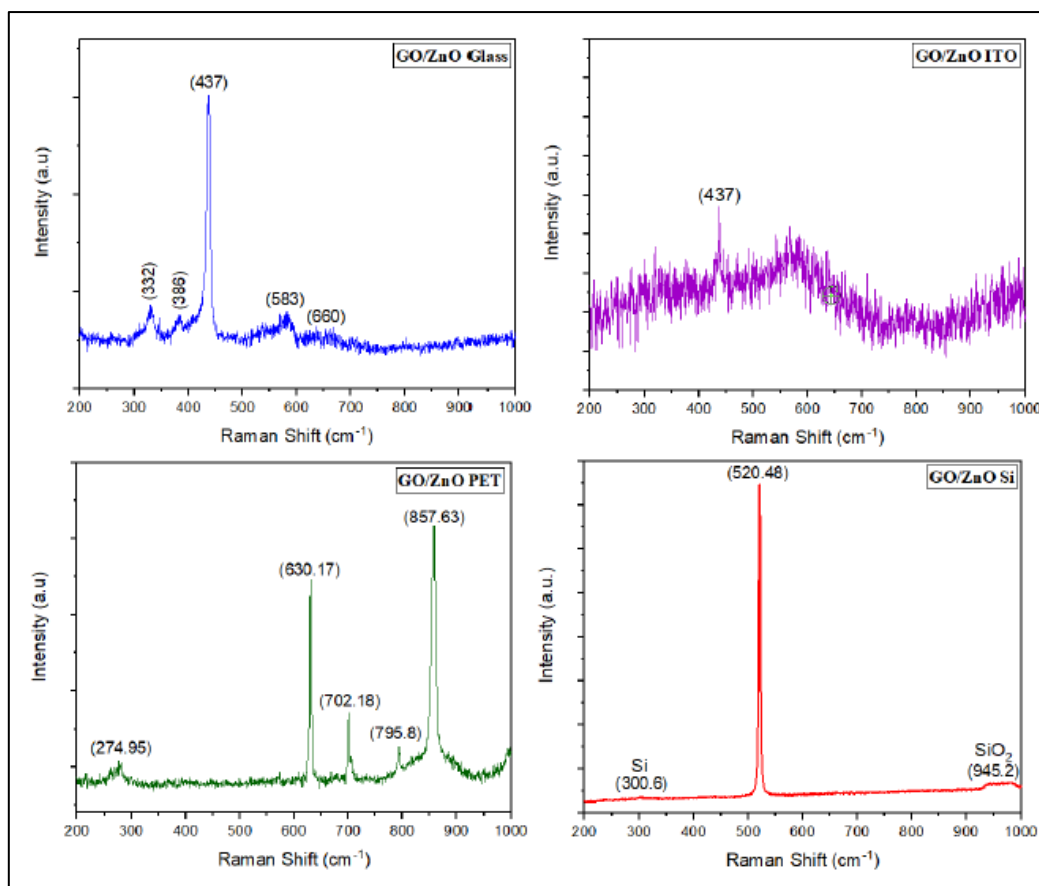 GO/ZnO Glass
(437)
(332)
(386)
(583)
(660)
Intensity (a.u)
200 300 400 500 600 700 800 900 1000
Raman Shift (cm⁻¹)
GO/ZnO ITO
(437)
Intensity (a.u.)
200 300 400 500 600 700 800 900 1000
Raman Shift (cm⁻¹)
GO/ZnO PET
(857.63)
(630.17)
(702.18)
(795.8)
(274.95)
Intensity (a.u)
200 300 400 500 600 700 800 900 1000
Raman Shift (cm⁻¹)
GO/ZnO Si
(520.48)
Si
(300.6)
SiO₂
(945.2)
Intensity (a.u.)
200 300 400 500 600 700 800 900 1000
Raman Shift (cm⁻¹)